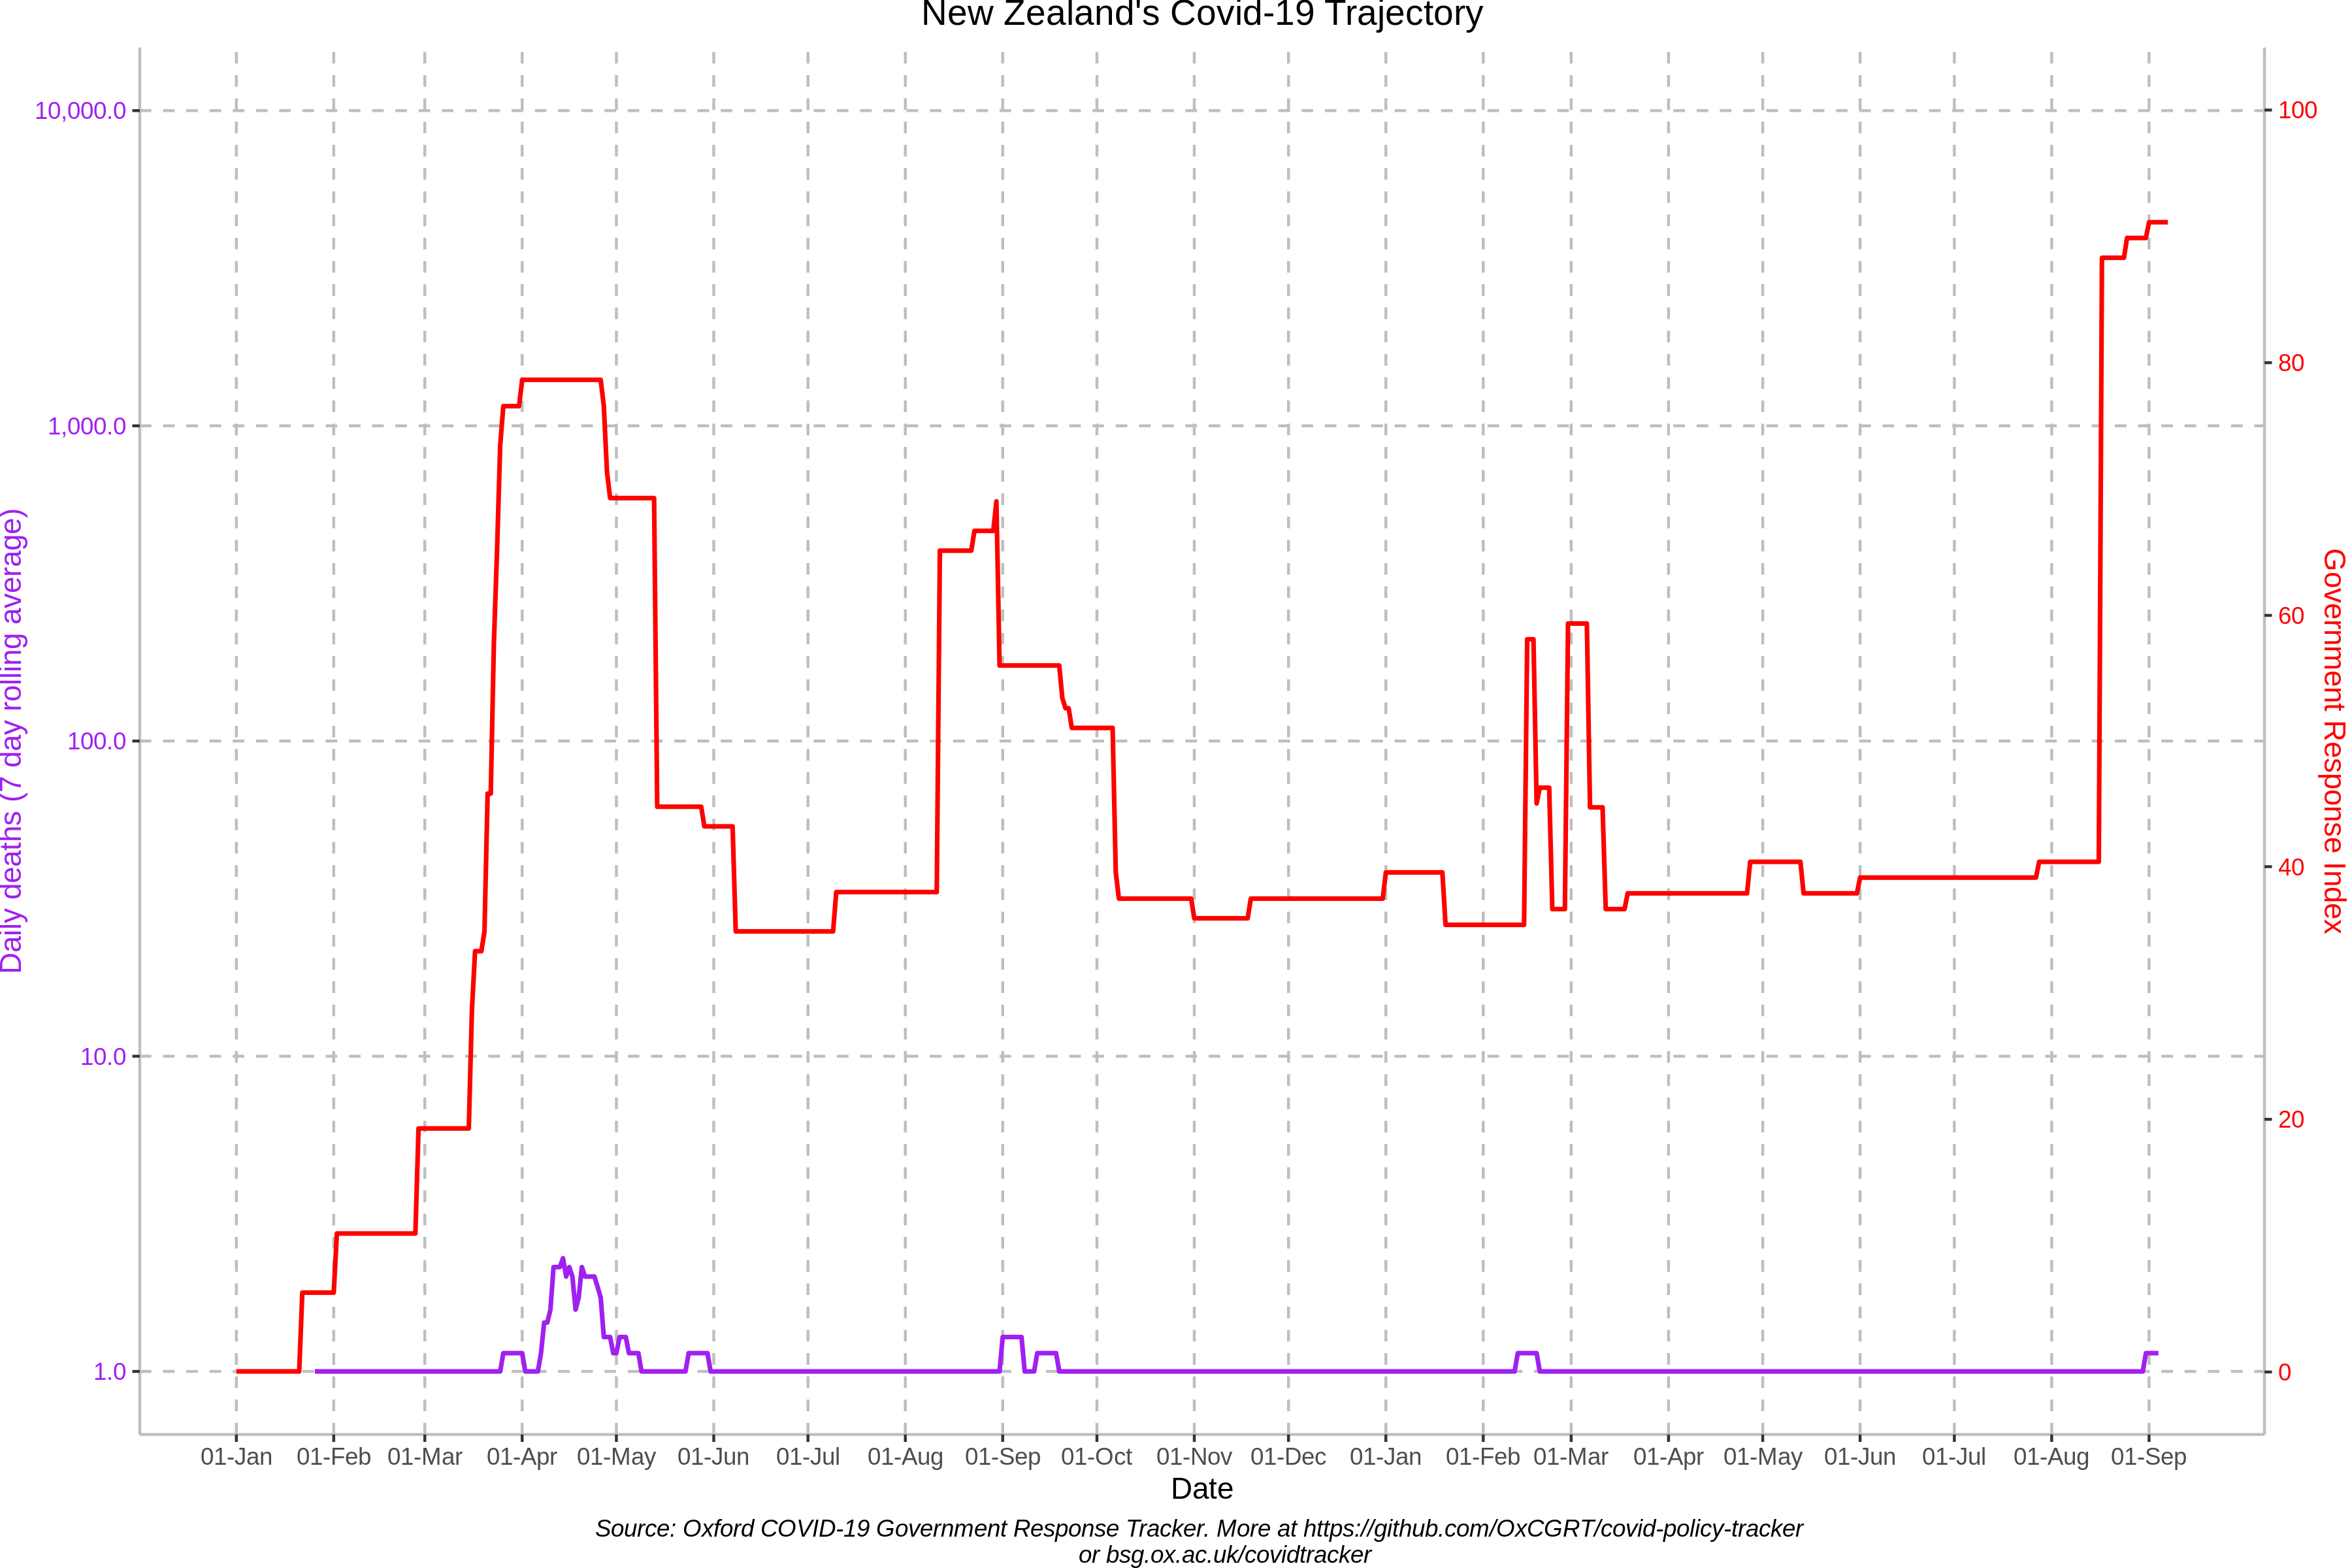 New Zealand's Covid-19 Trajectory
10,000.0
1,000.0
100.0
10.0
1.0
Daily deaths (7 day rolling average)
100
80
60
40
20
0
Government Response Index
01-Jan 01-Feb 01-Mar 01-Apr 01-May 01-Jun 01-Jul 01-Aug 01-Sep 01-Oct 01-Nov 01-Dec 01-Jan 01-Feb 01-Mar 01-Apr 01-May 01-Jun 01-Jul 01-Aug 01-Sep
Date
Source: Oxford COVID-19 Government Response Tracker. More at https://github.com/OxCGRT/covid-policy-tracker
or bsg.ox.ac.uk/covidtracker